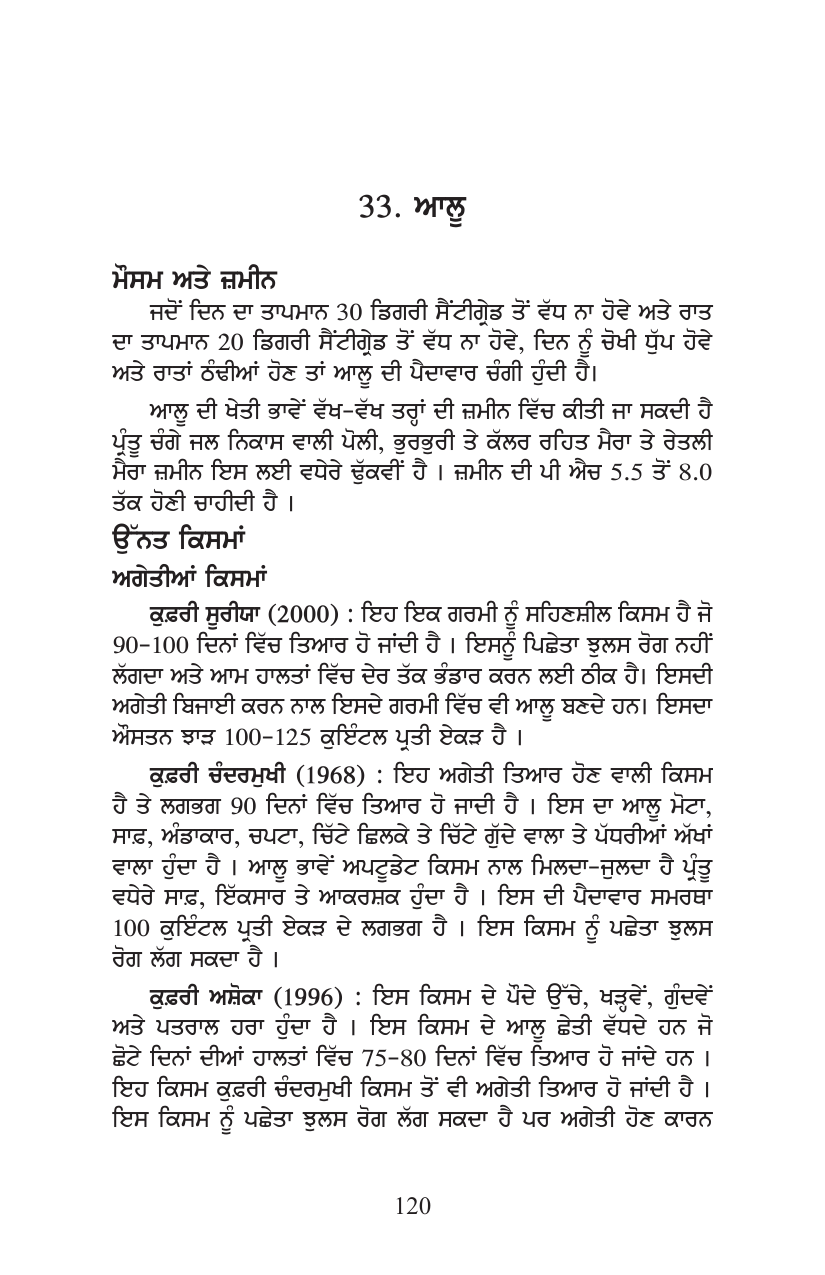 33. ਆਲੂ
ਮੌਸਮ ਅਤੇ ਜ਼ਮੀਨ
ਜਦੋਂ ਦਿਨ ਦਾ ਤਾਪਮਾਨ 30 ਡਿਗਰੀ ਸੈਂਟੀਗ੍ਰੇਡ ਤੋਂ ਵੱਧ ਨਾ ਹੋਵੇ ਅਤੇ ਰਾਤ
ਦਾ ਤਾਪਮਾਨ 20 ਡਿਗਰੀ ਸੈਂਟੀਗ੍ਰੇਡ ਤੋਂ ਵੱਧ ਨਾ ਹੋਵੇ, ਦਿਨ ਨੂੰ ਚੋਖੀ ਧੁੱਪ ਹੋਵੇ
ਅਤੇ ਰਾਤਾਂ ਠੰਢੀਆਂ ਹੋਣ ਤਾਂ ਆਲੂ ਦੀ ਪੈਦਾਵਾਰ ਚੰਗੀ ਹੁੰਦੀ ਹੈ।
ਆਲੂ ਦੀ ਖੇਤੀ ਭਾਵੇਂ ਵੱਖ-ਵੱਖ ਤਰ੍ਹਾਂ ਦੀ ਜ਼ਮੀਨ ਵਿੱਚ ਕੀਤੀ ਜਾ ਸਕਦੀ ਹੈ
ਪ੍ਰੰਤੂ ਚੰਗੇ ਜਲ ਨਿਕਾਸ ਵਾਲੀ ਪੋਲੀ, ਭੁਰਭੁਰੀ ਤੇ ਕੱਲਰ ਰਹਿਤ ਮੈਰਾ ਤੇ ਰੇਤਲੀ
ਮੈਰਾ ਜ਼ਮੀਨ ਇਸ ਲਈ ਵਧੇਰੇ ਢੁੱਕਵੀਂ ਹੈ । ਜ਼ਮੀਨ ਦੀ ਪੀ ਐਚ 5.5 ਤੋਂ 8.0
ਤੱਕ ਹੋਣੀ ਚਾਹੀਦੀ ਹੈ ।
ਉੱਨਤ ਕਿਸਮਾਂ
ਅਗੇਤੀਆਂ ਕਿਸਮਾਂ
ਕੁਫ਼ਰੀ ਸੂਰੀਯਾ (2000) : ਇਹ ਇਕ ਗਰਮੀ ਨੂੰ ਸਹਿਣਸ਼ੀਲ ਕਿਸਮ ਹੈ ਜੋ
90-100 ਦਿਨਾਂ ਵਿੱਚ ਤਿਆਰ ਹੋ ਜਾਂਦੀ ਹੈ । ਇਸਨੂੰ ਪਿਛੇਤਾ ਝੁਲਸ ਰੋਗ ਨਹੀਂ
ਲੱਗਦਾ ਅਤੇ ਆਮ ਹਾਲਤਾਂ ਵਿੱਚ ਦੇਰ ਤੱਕ ਭੰਡਾਰ ਕਰਨ ਲਈ ਠੀਕ ਹੈ। ਇਸਦੀ
ਅਗੇਤੀ ਬਿਜਾਈ ਕਰਨ ਨਾਲ ਇਸਦੇ ਗਰਮੀ ਵਿੱਚ ਵੀ ਆਲੂ ਬਣਦੇ ਹਨ। ਇਸਦਾ
ਔਸਤਨ ਝਾੜ 100-125 ਕੁਇੰਟਲ ਪ੍ਰਤੀ ਏਕੜ ਹੈ ।
ਕੁਫ਼ਰੀ ਚੰਦਰਮੁਖੀ (1968) : ਇਹ ਅਗੇਤੀ ਤਿਆਰ ਹੋਣ ਵਾਲੀ ਕਿਸਮ
ਹੈ ਤੇ ਲਗਭਗ 90 ਦਿਨਾਂ ਵਿੱਚ ਤਿਆਰ ਹੋ ਜਾਦੀ ਹੈ । ਇਸ ਦਾ ਆਲੂ ਮੋਟਾ,
ਸਾਫ਼, ਅੰਡਾਕਾਰ, ਚਪਟਾ, ਚਿੱਟੇ ਛਿਲਕੇ ਤੇ ਚਿੱਟੇ ਗੁੱਦੇ ਵਾਲਾ ਤੇ ਪੱਧਰੀਆਂ ਅੱਖਾਂ
ਵਾਲਾ ਹੁੰਦਾ ਹੈ । ਆਲੂ ਭਾਵੇਂ ਅਪਟੂਡੇਟ ਕਿਸਮ ਨਾਲ ਮਿਲਦਾ-ਜੁਲਦਾ ਹੈ ਪ੍ਰੰਤੂ
ਵਧੇਰੇ ਸਾਫ਼, ਇੱਕਸਾਰ ਤੇ ਆਕਰਸ਼ਕ ਹੁੰਦਾ ਹੈ । ਇਸ ਦੀ ਪੈਦਾਵਾਰ ਸਮਰਥਾ
100 ਕੁਇੰਟਲ ਪ੍ਰਤੀ ਏਕੜ ਦੇ ਲਗਭਗ ਹੈ । ਇਸ ਕਿਸਮ ਨੂੰ ਪਛੇਤਾ ਝੁਲਸ
ਰੋਗ ਲੱਗ ਸਕਦਾ ਹੈ ।
ਕੁਫ਼ਰੀ ਅਸ਼ੋਕਾ (1996) : ਇਸ ਕਿਸਮ ਦੇ ਪੌਦੇ ਉੱਚੇ, ਖੜ੍ਹਵੇਂ, ਗੁੰਦਵੇਂ
ਅਤੇ ਪਤਰਾਲ ਹਰਾ ਹੁੰਦਾ ਹੈ । ਇਸ ਕਿਸਮ ਦੇ ਆਲੂ ਛੇਤੀ ਵੱਧਦੇ ਹਨ ਜੋ
ਛੋਟੇ ਦਿਨਾਂ ਦੀਆਂ ਹਾਲਤਾਂ ਵਿੱਚ 75-80 ਦਿਨਾਂ ਵਿੱਚ ਤਿਆਰ ਹੋ ਜਾਂਦੇ ਹਨ ।
ਇਹ ਕਿਸਮ ਕੁਫ਼ਰੀ ਚੰਦਰਮੁਖੀ ਕਿਸਮ ਤੋਂ ਵੀ ਅਗੇਤੀ ਤਿਆਰ ਹੋ ਜਾਂਦੀ ਹੈ ।
ਇਸ ਕਿਸਮ ਨੂੰ ਪਛੇਤਾ ਝੁਲਸ ਰੋਗ ਲੱਗ ਸਕਦਾ ਹੈ ਪਰ ਅਗੇਤੀ ਹੋਣ ਕਾਰਨ
120